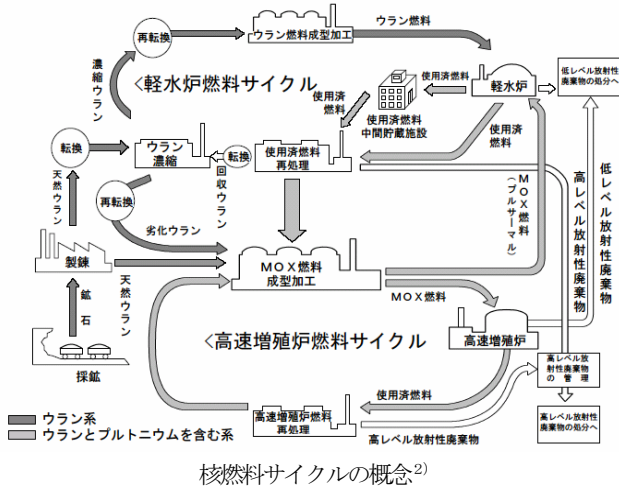 再転換
ウラン燃料成型加工
ウラン燃料
濃縮ウラン
<軽水炉燃料サイクル
使用済燃料
軽水炉
低レベル放射性
廃棄物の処分へ
使用済
燃料
使用済燃料
中間貯蔵施設
使用済
燃料
転換
ウラン
濃縮
転換
使用済燃料
再処理
回収ウラン
天然ウラン
再転換
劣化ウラン
MOX燃料
(プルサーマル)
高レベル放射性廃棄物
低レベル放射性廃棄物
製錬
天然ウラン
MOX燃料
成型加工
MOX燃料
鉱石
<高速増殖炉燃料サイクル
高速増殖炉
採鉱
使用済燃料
高レベル放
射性廃棄物
の管理
高速増殖炉燃料
再処理
高レベル放射性廃棄物
高レベル放射性
廃棄物の処分へ
ウラン系
ウランとプルトニウムを含む系
核燃料サイクルの概念2)